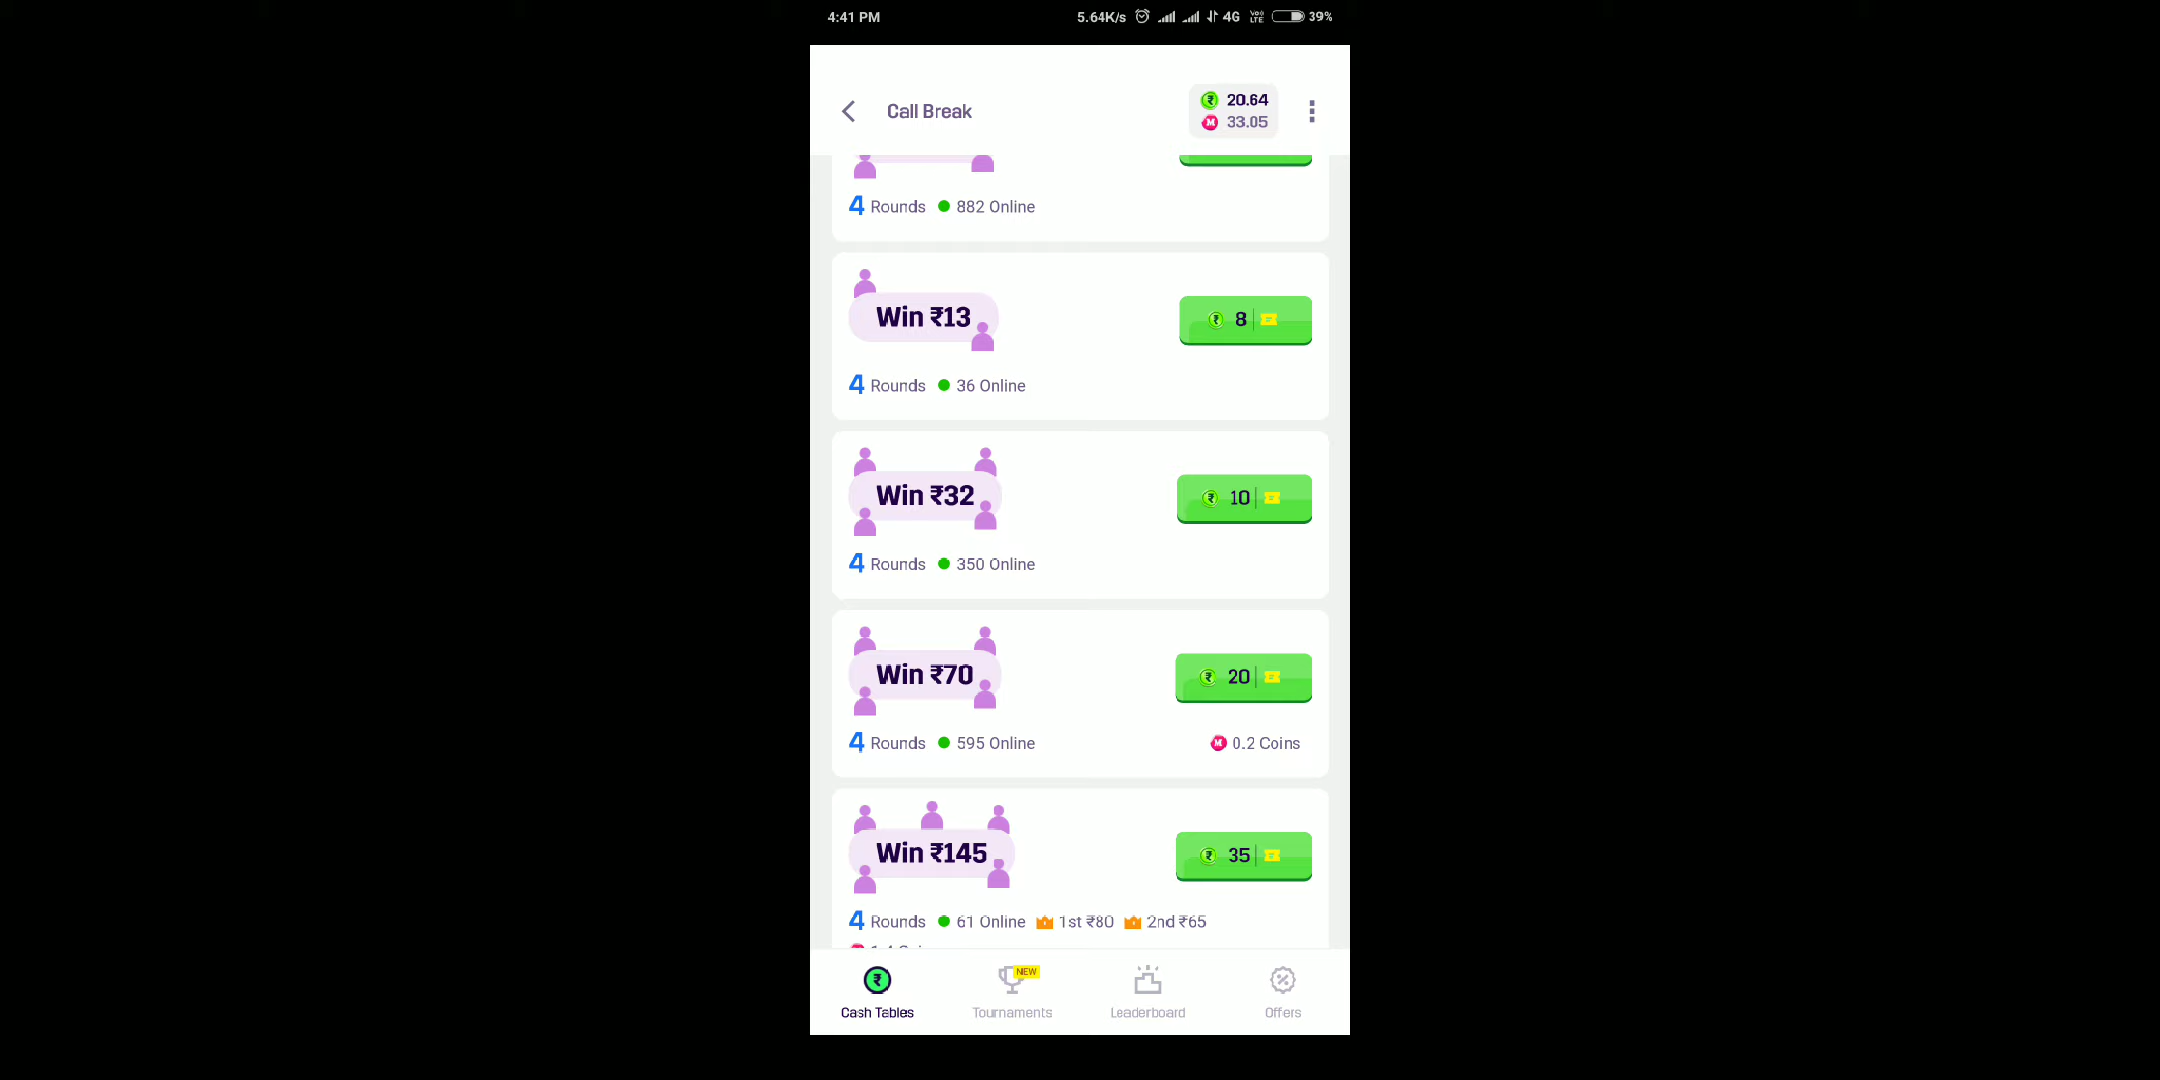 4:41 PM 5.64K/s 4G Vo) LTE 39%
Call Break
20.64
33.05
4 Rounds 882 Online
Win ₹13
₹ 8
4 Rounds 36 Online
Win ₹32
₹ 10
4 Rounds 350 Online
Win ₹70
₹ 20
4 Rounds 595 Online M 0.2 Coins
Win ₹145
₹ 35
4 Rounds 61 Online 1st ₹80 2nd ₹65
NEW
Cash Tables Tournaments Leaderboard Offers